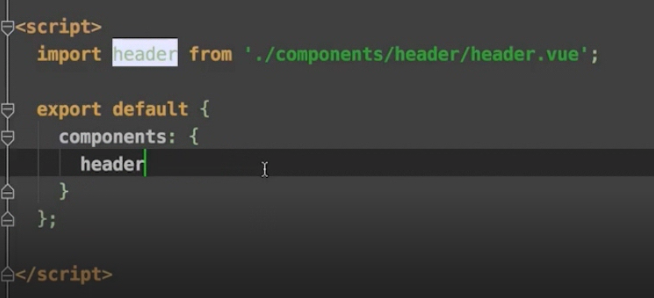 <script>
import header from './components/header/header.vue';
export default {
components: {
header
}
};
</script>